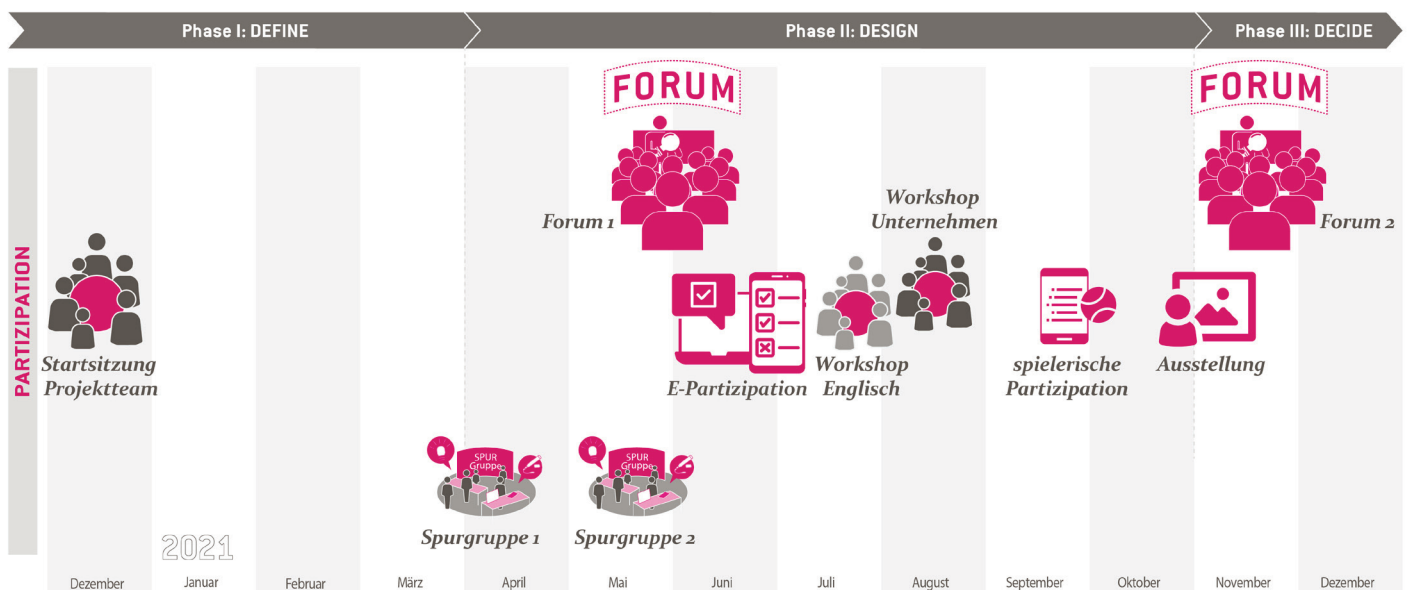 Phase I: DEFINE
Phase II: DESIGN
Phase III: DECIDE
PARTIZIPATION
FORUM
FORUM
Forum 1
Workshop
Unternehmen
Forum 2
Startsitzung
Projektteam
E-Partizipation
Workshop
Englisch
spielerische
Partizipation
Ausstellung
SPUR
Gruppe
SPUR
Gruppe
Spurgruppe 1
Spurgruppe 2
2021
Dezember
Januar
Februar
März
April
Mai
Juni
Juli
August
September
Oktober
November
Dezember